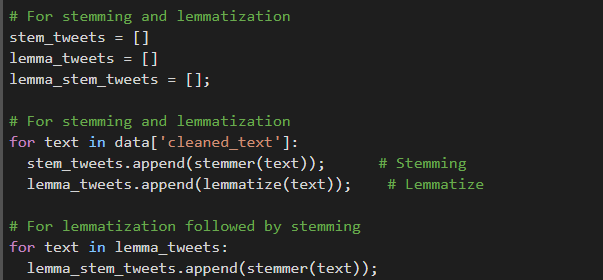 # For stemming and lemmatization
stem_tweets = []
lemma_tweets = []
lemma_stem_tweets = [];
# For stemming and lemmatization
for text in data['cleaned_text']:
  stem_tweets.append(stemmer(text));      # Stemming
  lemma_tweets.append(lemmatize(text));    # Lemmatize
# For lemmatization followed by stemming
for text in lemma_tweets:
  lemma_stem_tweets.append(stemmer(text));